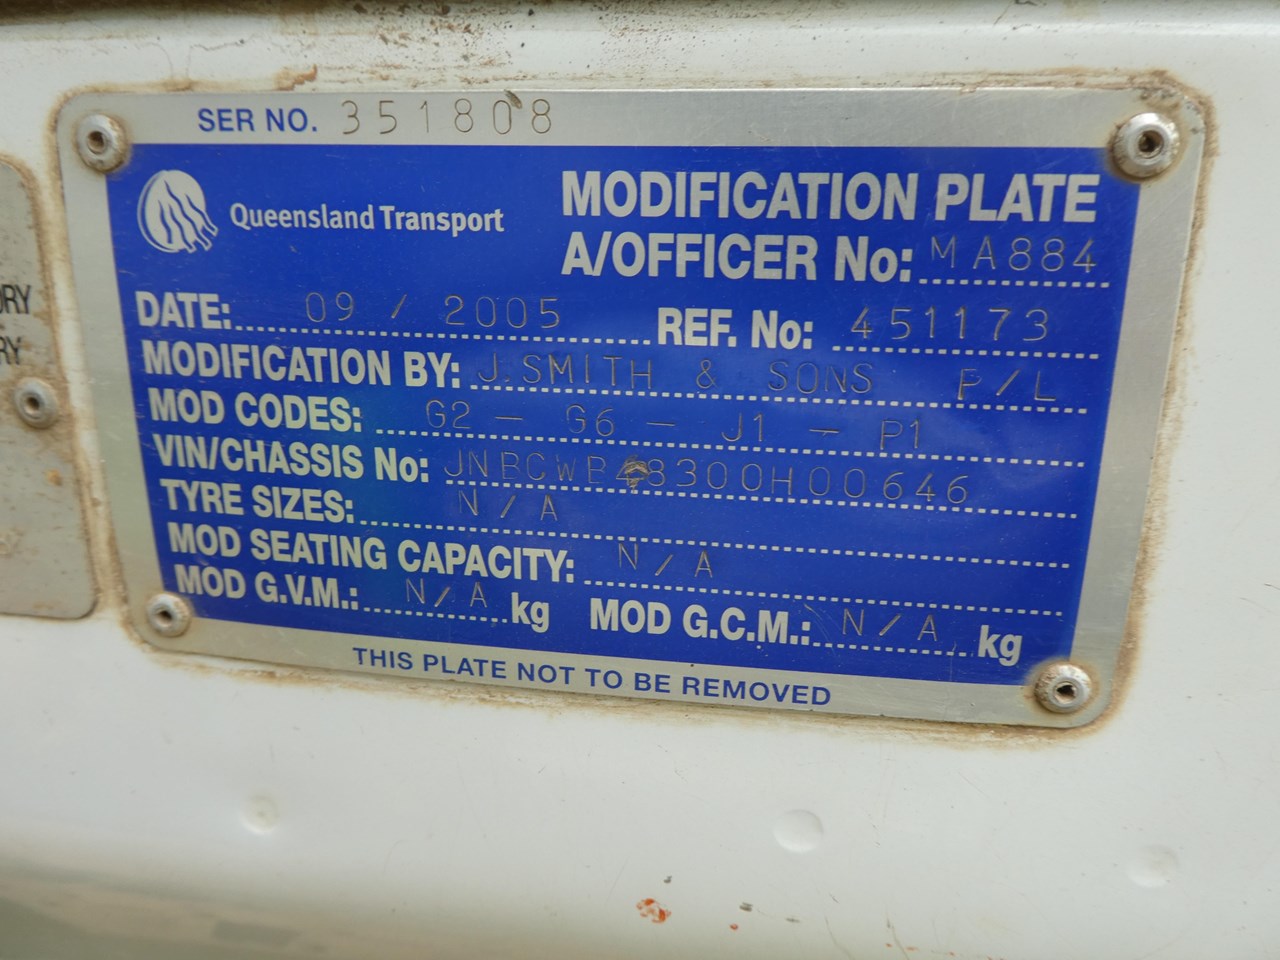 SER NO. 351808
Queensland Transport
MODIFICATION PLATE
A/OFFICER No: MA884
DATE: 09 / 2005 REF. No: 451173
MODIFICATION BY: J. SMITH & SONS P/L
MOD CODES: G2 - G6 - J1 - P1
VIN/CHASSIS No: JNBCWB48300H00646
TYRE SIZES: N/A
MOD SEATING CAPACITY: N/A
MOD G.V.M.: N/A kg MOD G.C.M.: N/A kg
THIS PLATE NOT TO BE REMOVED